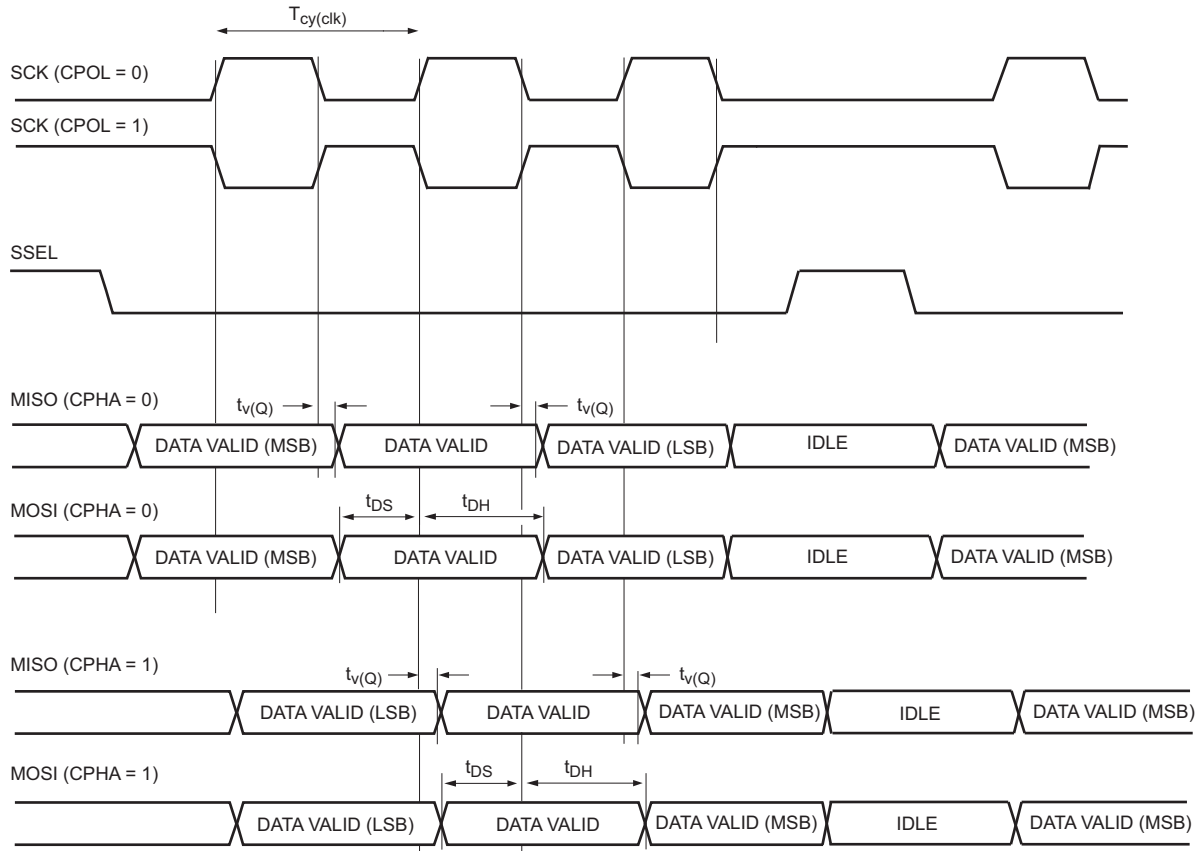 Tcy(clk)
SCK (CPOL = 0)
SCK (CPOL = 1)
SSEL
MISO (CPHA = 0)
tv(Q) tv(Q)
DATA VALID (MSB) DATA VALID DATA VALID (LSB) IDLE DATA VALID (MSB)
tDS tDH
MOSI (CPHA = 0)
DATA VALID (MSB) DATA VALID DATA VALID (LSB) IDLE DATA VALID (MSB)
MISO (CPHA = 1)
tv(Q) tv(Q)
DATA VALID (LSB) DATA VALID DATA VALID (MSB) IDLE DATA VALID (MSB)
tDS tDH
MOSI (CPHA = 1)
DATA VALID (LSB) DATA VALID DATA VALID (MSB) IDLE DATA VALID (MSB)